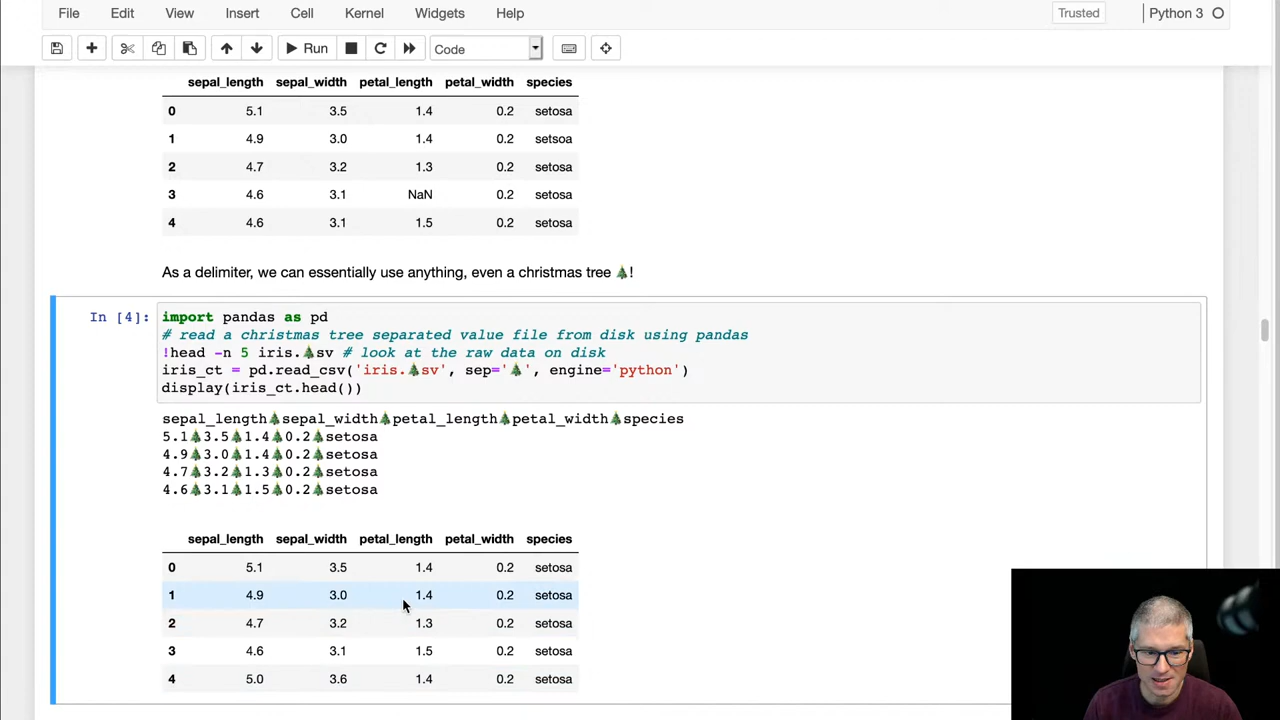 File Edit View Insert Cell Kernel Widgets Help Trusted Python 3
Run Code
sepal_length sepal_width petal_length petal_width species
0 5.1 3.5 1.4 0.2 setosa
1 4.9 3.0 1.4 0.2 setsoa
2 4.7 3.2 1.3 0.2 setosa
3 4.6 3.1 NaN 0.2 setosa
4 4.6 3.1 1.5 0.2 setosa
As a delimiter, we can essentially use anything, even a christmas tree 🎄!
In [4]: import pandas as pd
# read a christmas tree separated value file from disk using pandas
!head -n 5 iris.🎄sv # look at the raw data on disk
iris_ct = pd.read_csv('iris.🎄sv', sep='🎄', engine='python')
display(iris_ct.head())
sepal_length🎄sepal_width🎄petal_length🎄petal_width🎄species
5.1🎄3.5🎄1.4🎄0.2🎄setosa
4.9🎄3.0🎄1.4🎄0.2🎄setosa
4.7🎄3.2🎄1.3🎄0.2🎄setosa
4.6🎄3.1🎄1.5🎄0.2🎄setosa
sepal_length sepal_width petal_length petal_width species
0 5.1 3.5 1.4 0.2 setosa
1 4.9 3.0 1.4 0.2 setosa
2 4.7 3.2 1.3 0.2 setosa
3 4.6 3.1 1.5 0.2 setosa
4 5.0 3.6 1.4 0.2 setosa